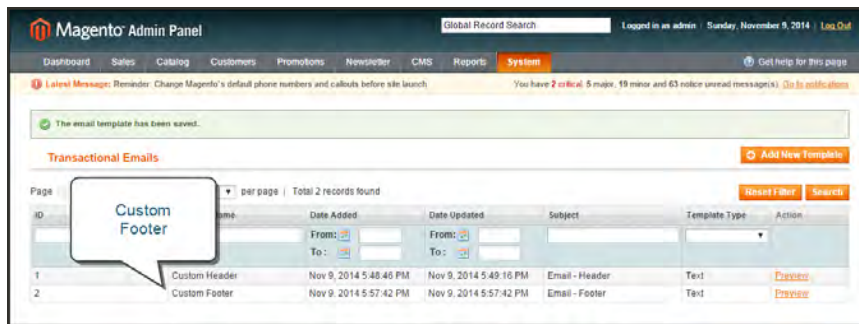 Magento Admin Panel
Global Record Search
Logged in as admin | Sunday, November 9, 2014 | Log Out
Dashboard Sales Catalog Customers Promotions Newsletter CMS Reports System
Get help for this page
Latest Message: Reminder: Change Magento's default phone numbers and callouts before site launch
You have 2 critical, 5 major, 19 minor and 63 notice unread message(s). Go to notifications
The email template has been saved.
Transactional Emails
Add New Template
Page
per page | Total 2 records found
Reset Filter Search
Custom
Footer
ID Date Added Date Updated Subject Template Type Action
From: From:
To : To :
1 Custom Header Nov 9, 2014 5:48:46 PM Nov 9, 2014 5:49:16 PM Email - Header Text Preview
2 Custom Footer Nov 9, 2014 5:57:42 PM Nov 9, 2014 5:57:42 PM Email - Footer Text Preview